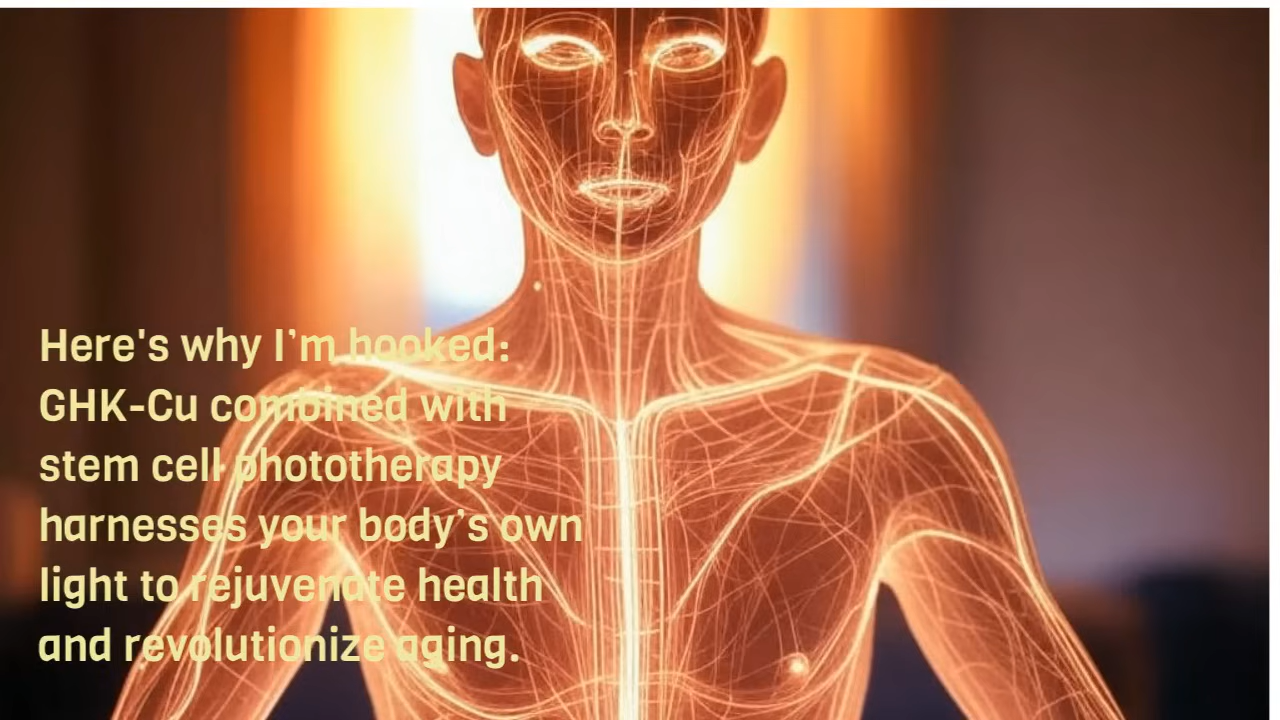 Here's why I’m hooked:
GHK-Cu combined with
stem cell phototherapy
harnesses your body’s own
light to rejuvenate health
and revolutionize aging.